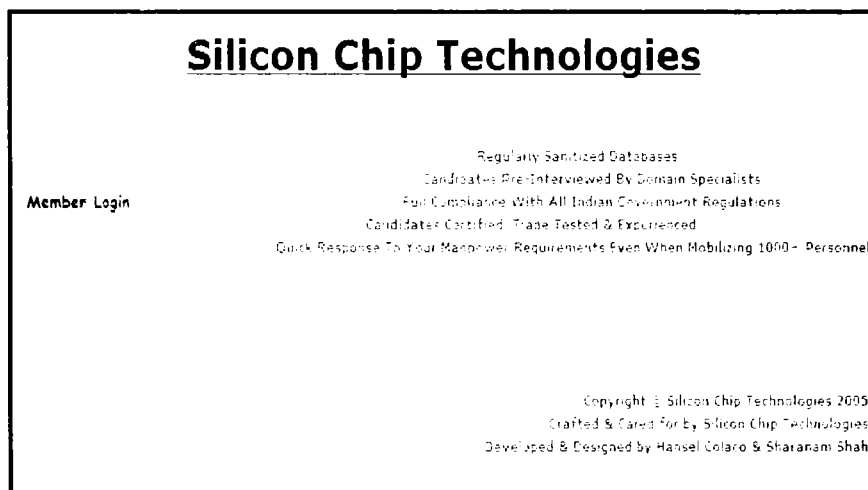 Silicon Chip Technologies
Regularly Sanitized Databases
Candidates Pre-Interviewed By Domain Specialists
Member Login
Full Compliance With All Indian Government Regulations
Candidates Certified, Trade Tested & Experienced
Quick Response To Your Manpower Requirements Even When Mobilizing 1000+ Personnel
Copyright © Silicon Chip Technologies 2005
Crafted & Cared for by Silicon Chip Technologies
Developed & Designed by Hansel Colaco & Sharanam Shah